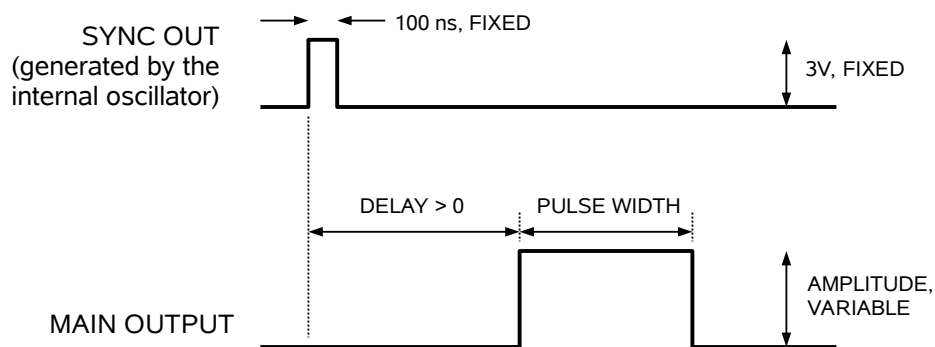 100 ns, FIXED
SYNC OUT
(generated by the
internal oscillator)
3V, FIXED
DELAY > 0
PULSE WIDTH
AMPLITUDE,
VARIABLE
MAIN OUTPUT